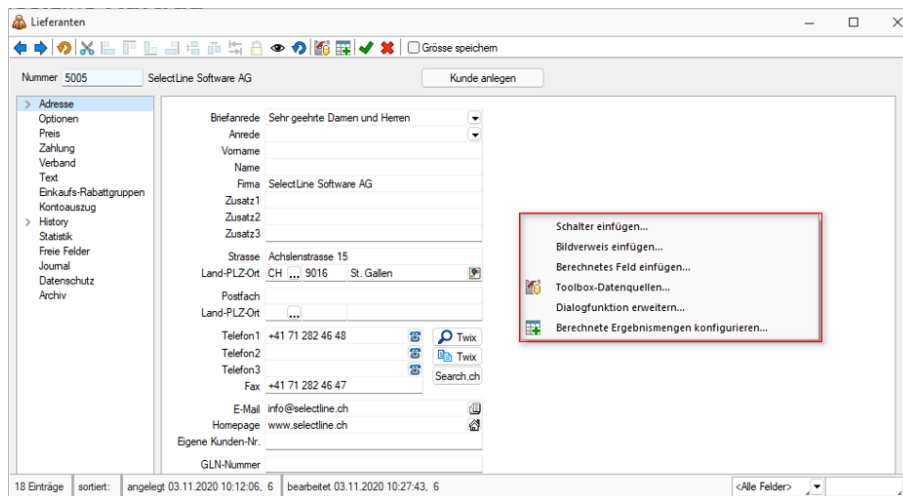 Lieferanten
Grösse speichern
Nummer 5005 SelectLine Software AG Kunde anlegen
Adresse
Optionen
Preis
Zahlung
Verband
Text
Einkaufs-Rabattgruppen
Kontoauszug
History
Statistik
Freie Felder
Journal
Datenschutz
Archiv
Briefanrede Sehr geehrte Damen und Herren
Anrede
Vorname
Name
Firma SelectLine Software AG
Zusatz1
Zusatz2
Zusatz3
Strasse Achslenstrasse 15
Land-PLZ-Ort CH ... 9016 St. Gallen
Postfach
Land-PLZ-Ort ...
Telefon1 +41 71 282 46 48 Twix
Telefon2 Twix
Telefon3 Search.ch
Fax +41 71 282 46 47
E-Mail info@selectline.ch
Homepage www.selectline.ch
Eigene Kunden-Nr.
GLN-Nummer
Schalter einfügen...
Bildverweis einfügen...
Berechnetes Feld einfügen...
Toolbox-Datenquellen...
Dialogfunktion erweitern...
Berechnete Ergebnismengen konfigurieren...
18 Einträge sortiert: angelegt 03.11.2020 10:12:06, 6 bearbeitet 03.11.2020 10:27:43, 6 <Alle Felder>